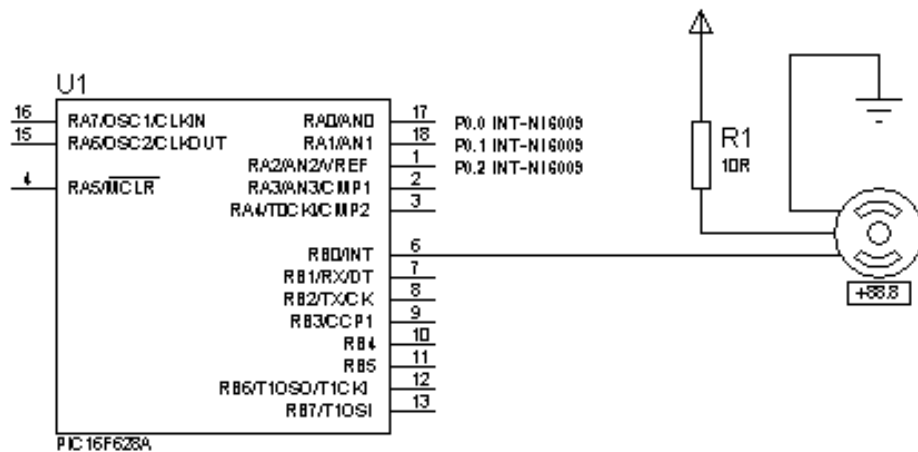 U1
16 RA7/OSC1/CLKIN
15 RA6/OSC2/CLKOUT
4 RA5/MCLR
RA0/AN0 17 P0.0 INT-NI6009
RA1/AN1 18 P0.1 INT-NI6009
RA2/AN2/VREF 1 P0.2 INT-NI6009
RA3/AN3/CMP1 2
RA4/T0CKI/CMP2 3
RB0/INT 6
RB1/RX/DT 7
RB2/TX/CK 8
RB3/CCP1 9
RB4 10
RB5 11
RB6/T1OSO/T1CKI 12
RB7/T1OSI 13
PIC16F628A
R1
10R
+88.8